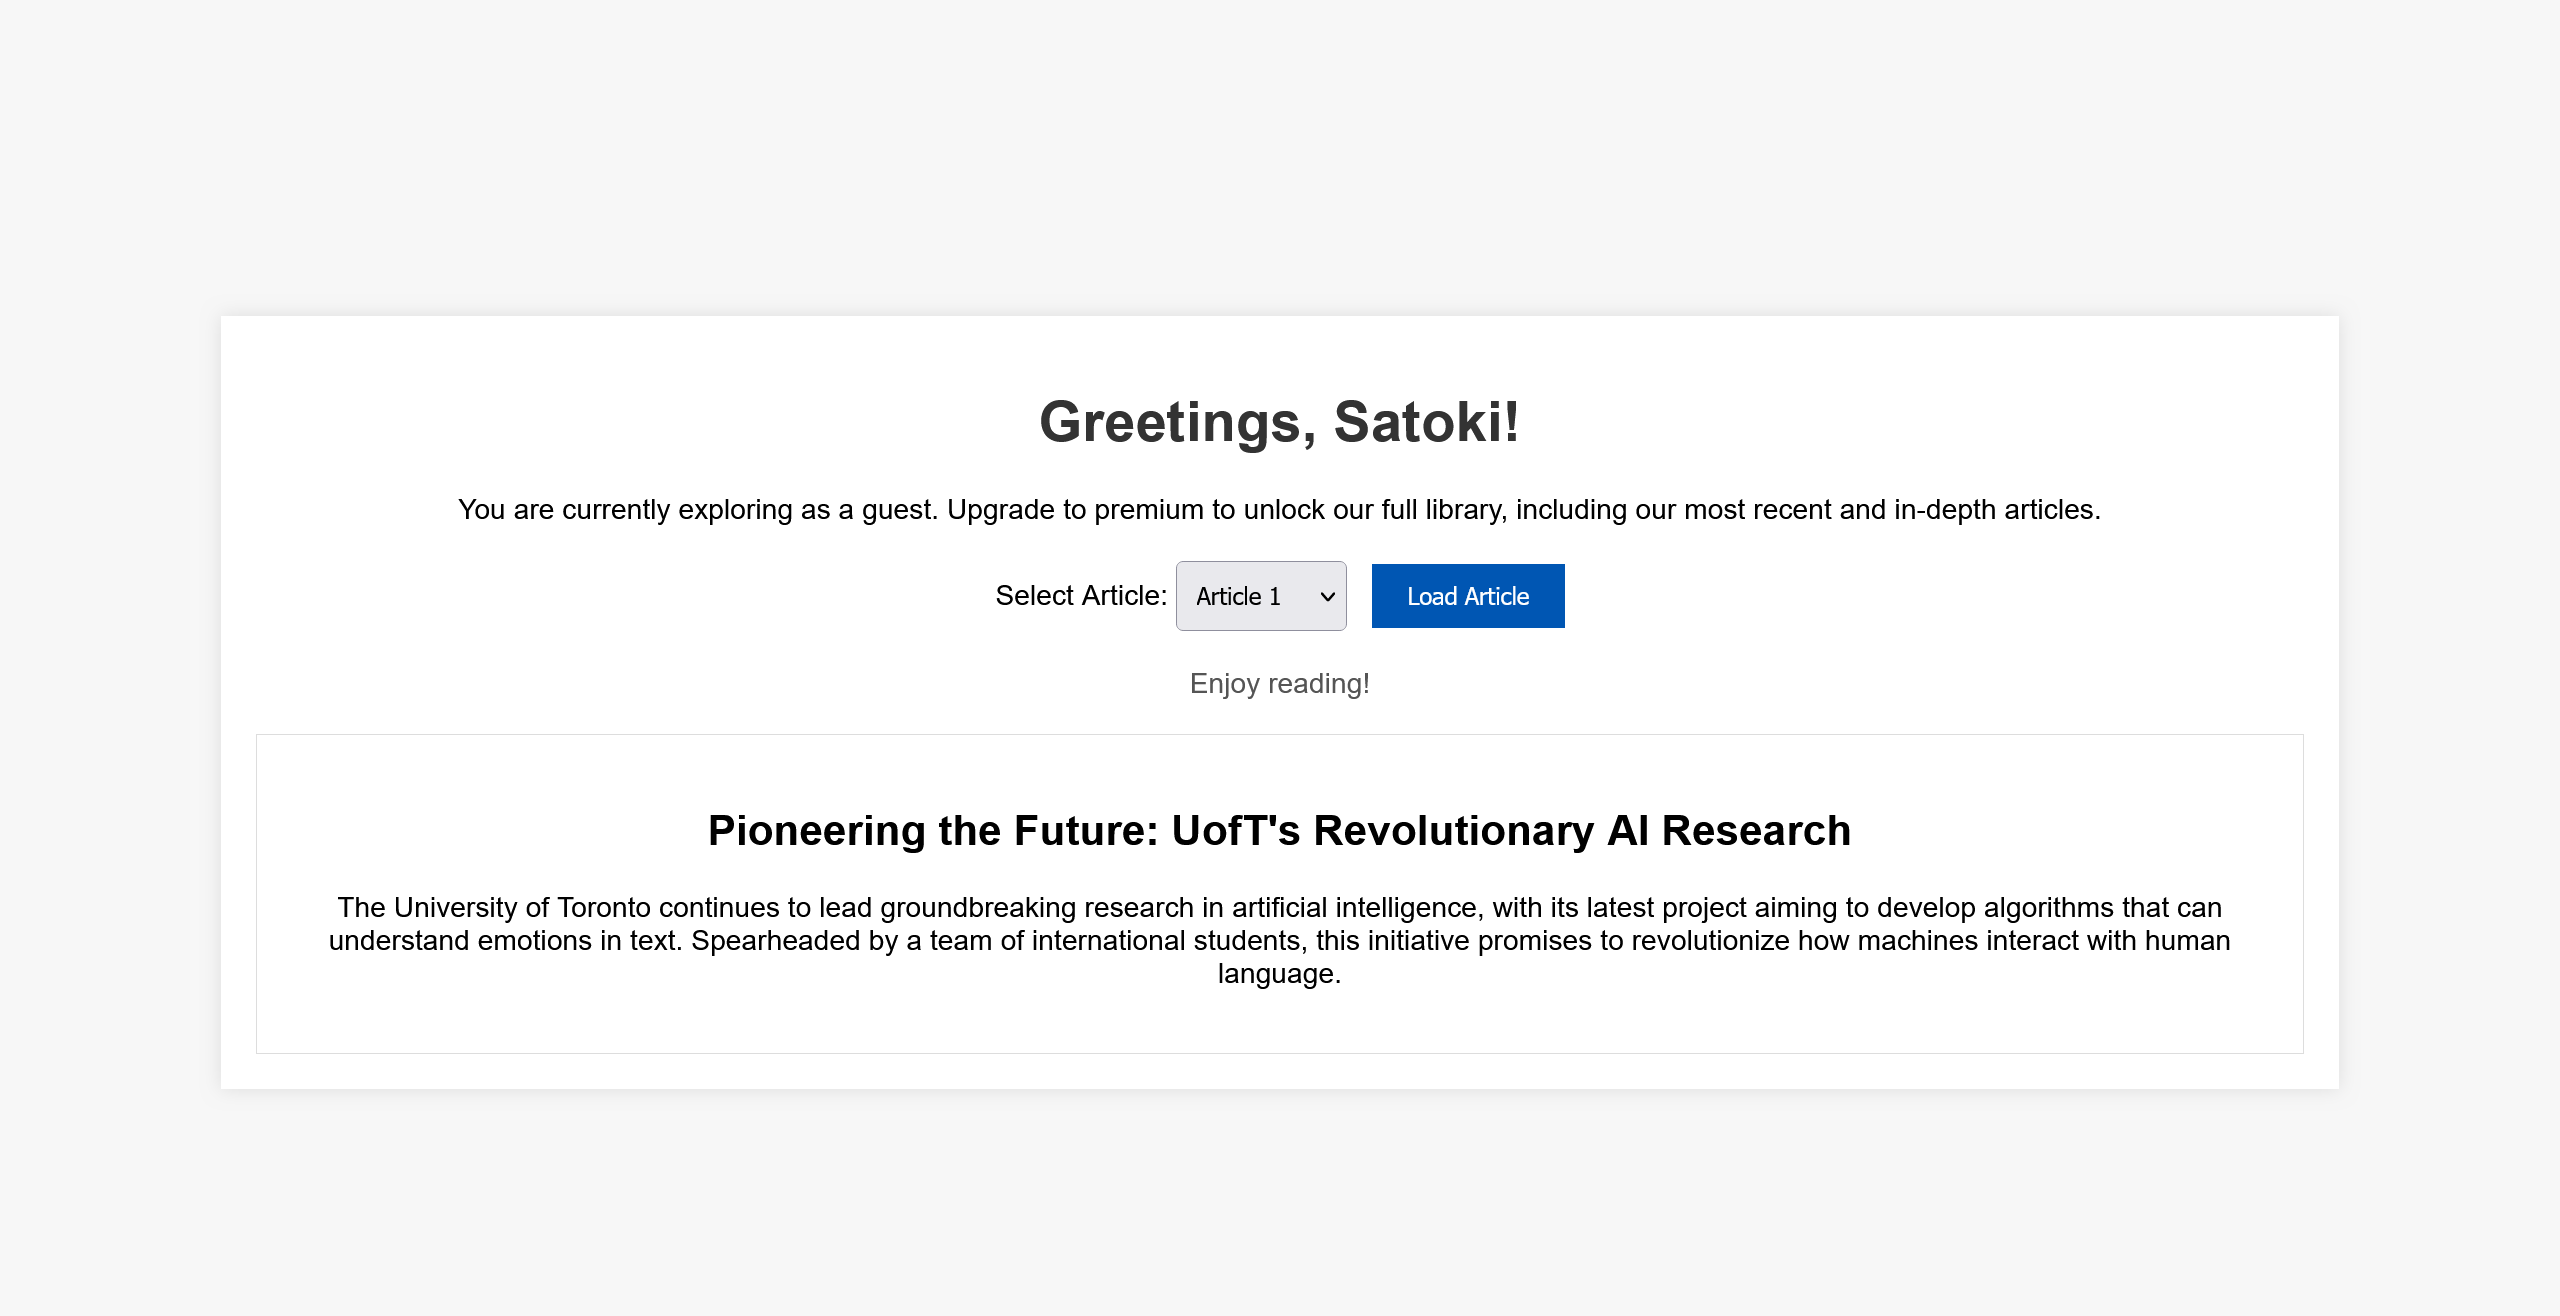 Greetings, Satoki!
You are currently exploring as a guest. Upgrade to premium to unlock our full library, including our most recent and in-depth articles.
Select Article: Article 1 Load Article
Enjoy reading!
Pioneering the Future: UofT's Revolutionary AI Research
The University of Toronto continues to lead groundbreaking research in artificial intelligence, with its latest project aiming to develop algorithms that can
understand emotions in text. Spearheaded by a team of international students, this initiative promises to revolutionize how machines interact with human
language.